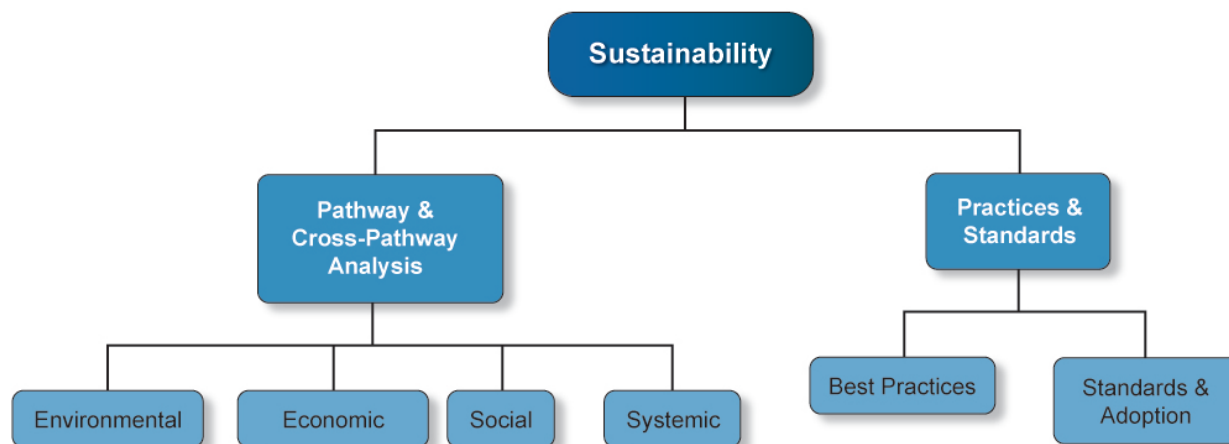 Sustainability
Pathway &
Cross-Pathway
Analysis
Practices &
Standards
Environmental
Economic
Social
Systemic
Best Practices
Standards &
Adoption